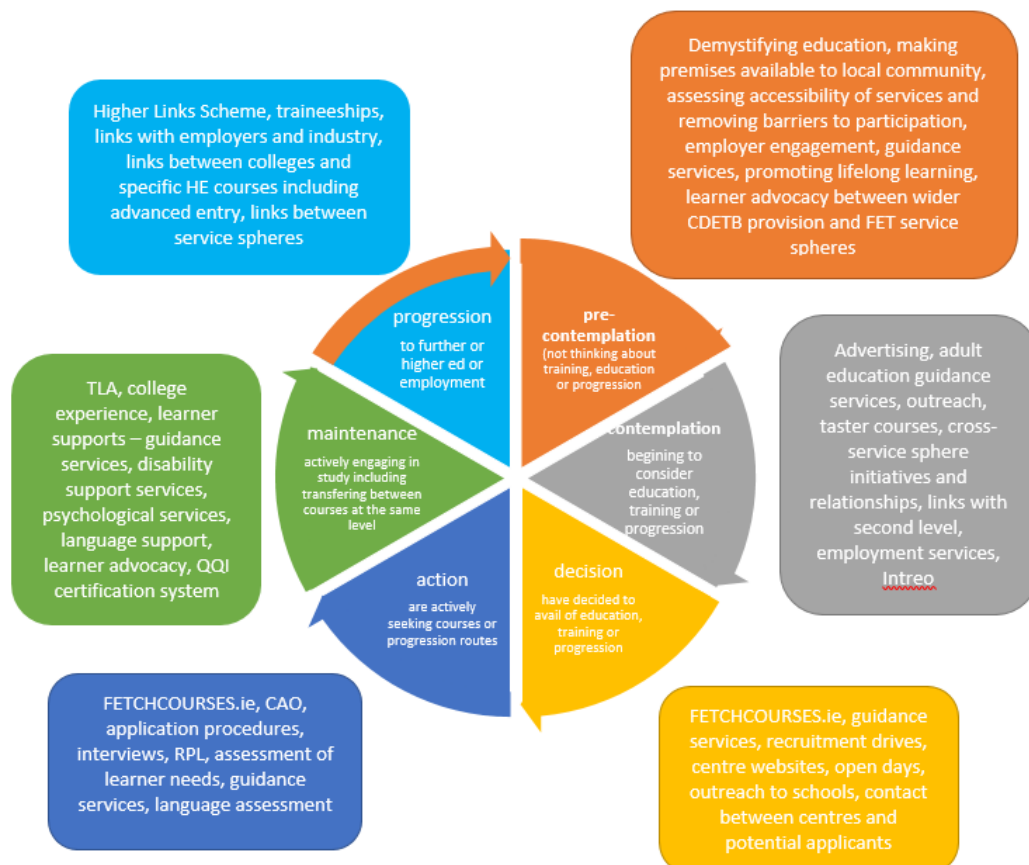 Higher Links Scheme, traineeships,
links with employers and industry,
links between colleges and
specific HE courses including
advanced entry, links between
service spheres
Demystifying education, making
premises available to local community,
assessing accessibility of services and
removing barriers to participation,
employer engagement, guidance
services, promoting lifelong learning,
learner advocacy between wider
CDETB provision and FET service
spheres
progression
to further or
higher ed or
employment
pre-
contemplation
(not thinking about
training, education
or progression
TLA, college
experience, learner
supports – guidance
services, disability
support services,
psychological services,
language support,
learner advocacy, QQI
certification system
maintenance
actively engaging in
study including
transfering between
courses at the same
level
contemplation
begining to
consider
education,
training or
progression
Advertising, adult
education guidance
services, outreach,
taster courses, cross-
service sphere
initiatives and
relationships, links with
second level,
employment services,
Intreo
action
are actively
seeking courses or
progression routes
decision
have decided to
avail of education,
training or
progression
FETCHCOURSES.ie, CAO,
application procedures,
interviews, RPL, assessment of
learner needs, guidance
services, language assessment
FETCHCOURSES.ie, guidance
services, recruitment drives,
centre websites, open days,
outreach to schools, contact
between centres and
potential applicants